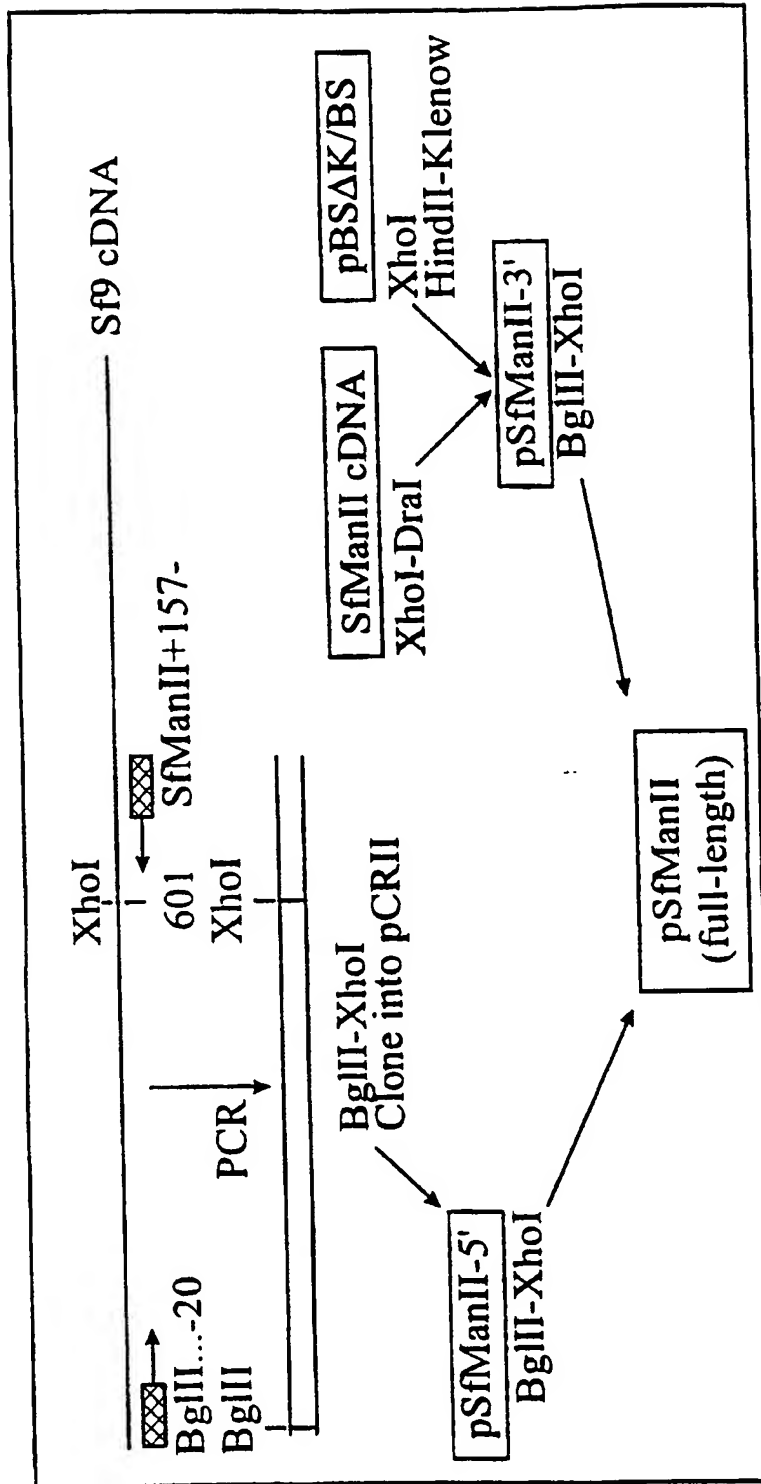 XhoI
Sf9 cDNA
BglII...-20
601
SfManII+157-
BglII
XhoI
PCR
BglII-XhoI
Clone into pCRII
SfManII cDNA
XhoI-DraI
pBSΔK/BS
XhoI
HindII-Klenow
pSfManII-5'
BglII-XhoI
pSfManII-3'
BglII-XhoI
pSfManII
(full-length)